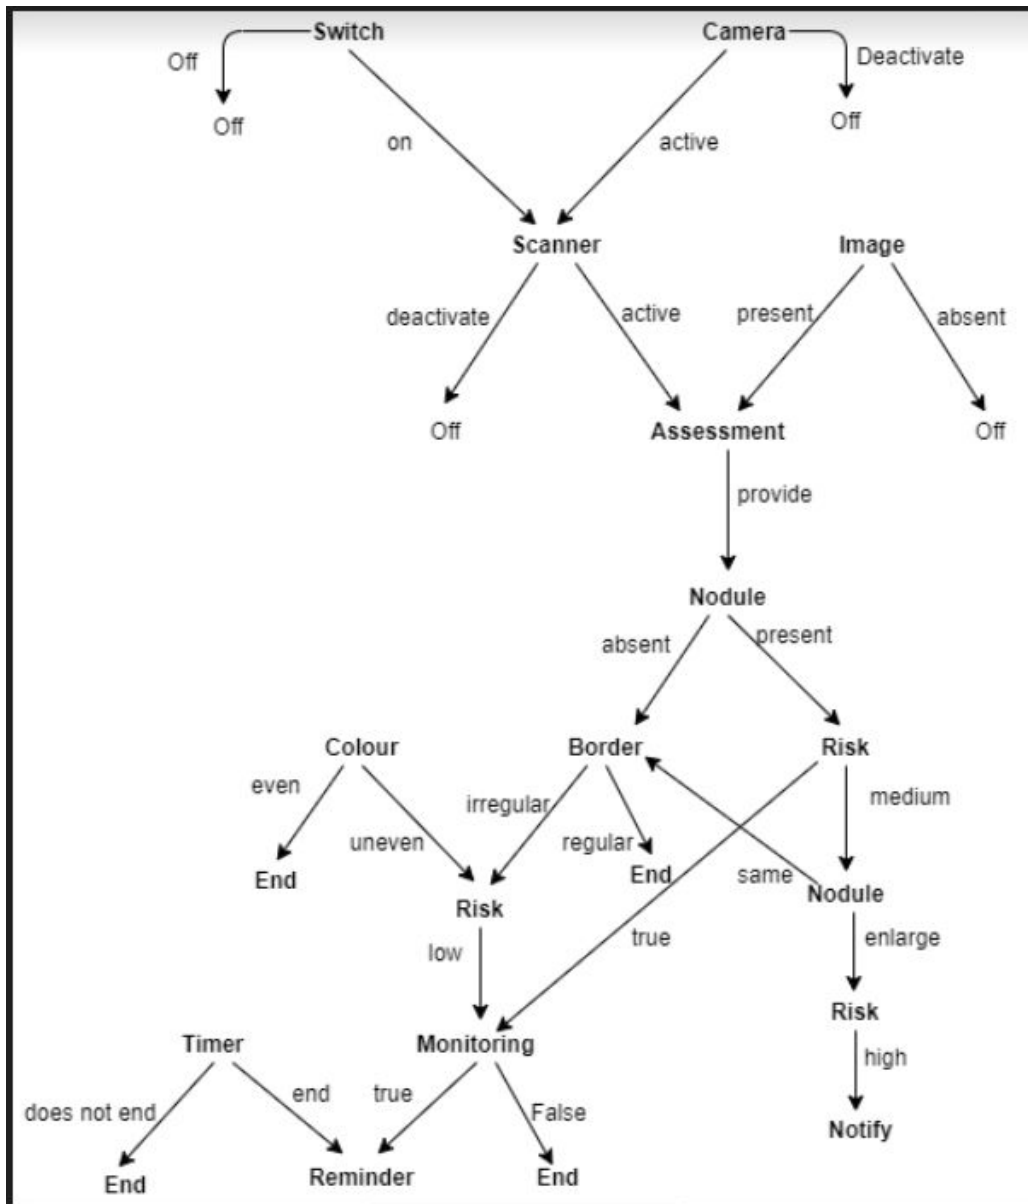 Switch
Camera
Off
Deactivate
Off
Off
on
active
Scanner
Image
deactivate
active
present
absent
Off
Assessment
Off
provide
Nodule
absent
present
Colour
Border
Risk
even
irregular
medium
uneven
regular
End
End
same
Nodule
Risk
true
enlarge
low
Risk
Timer
Monitoring
high
does not end
end
true
False
Notify
End
Reminder
End